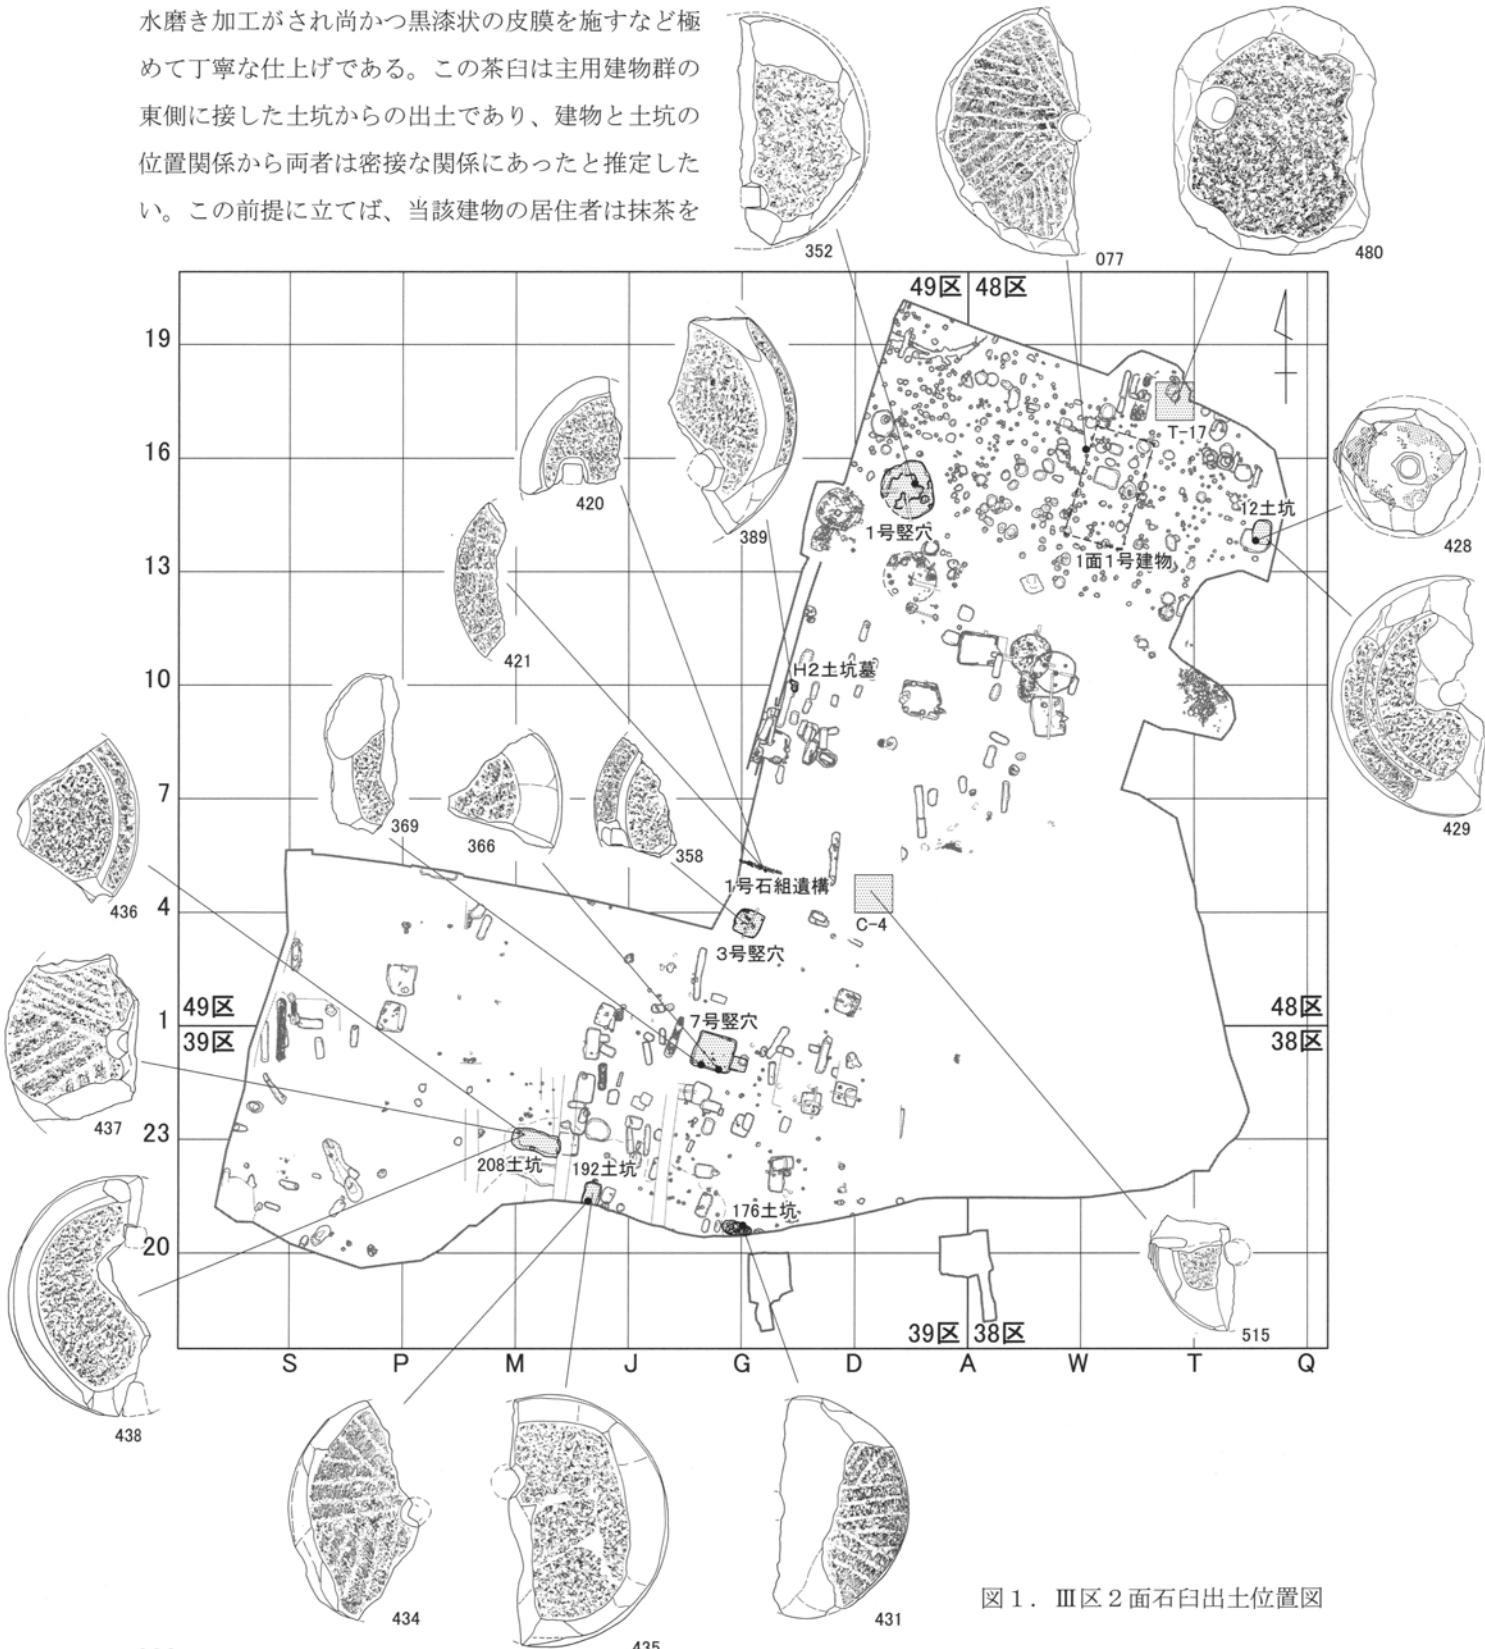 水磨き加工がされ尚かつ黒漆状の皮膜を施すなど極
めて丁寧な仕上げである。この茶臼は主用建物群の
東側に接した土坑からの出土であり、建物と土坑の
位置関係から両者は密接な関係にあったと推定した
い。この前提に立てば、当該建物の居住者は抹茶を
352
077
480
49区
48区
19
T-17
16
420
389
1号竪穴
12土坑
428
1面1号建物
13
421
H2土坑墓
10
7
369
366
358
429
1号石組遺構
436
4
C-4
3号竪穴
49区
48区
1
7号竪穴
39区
38区
437
23
208土坑
192土坑
176土坑
20
515
39区
38区
S
P
M
J
G
D
A
W
T
Q
438
434
435
431
図1．Ⅲ区2面石臼出土位置図